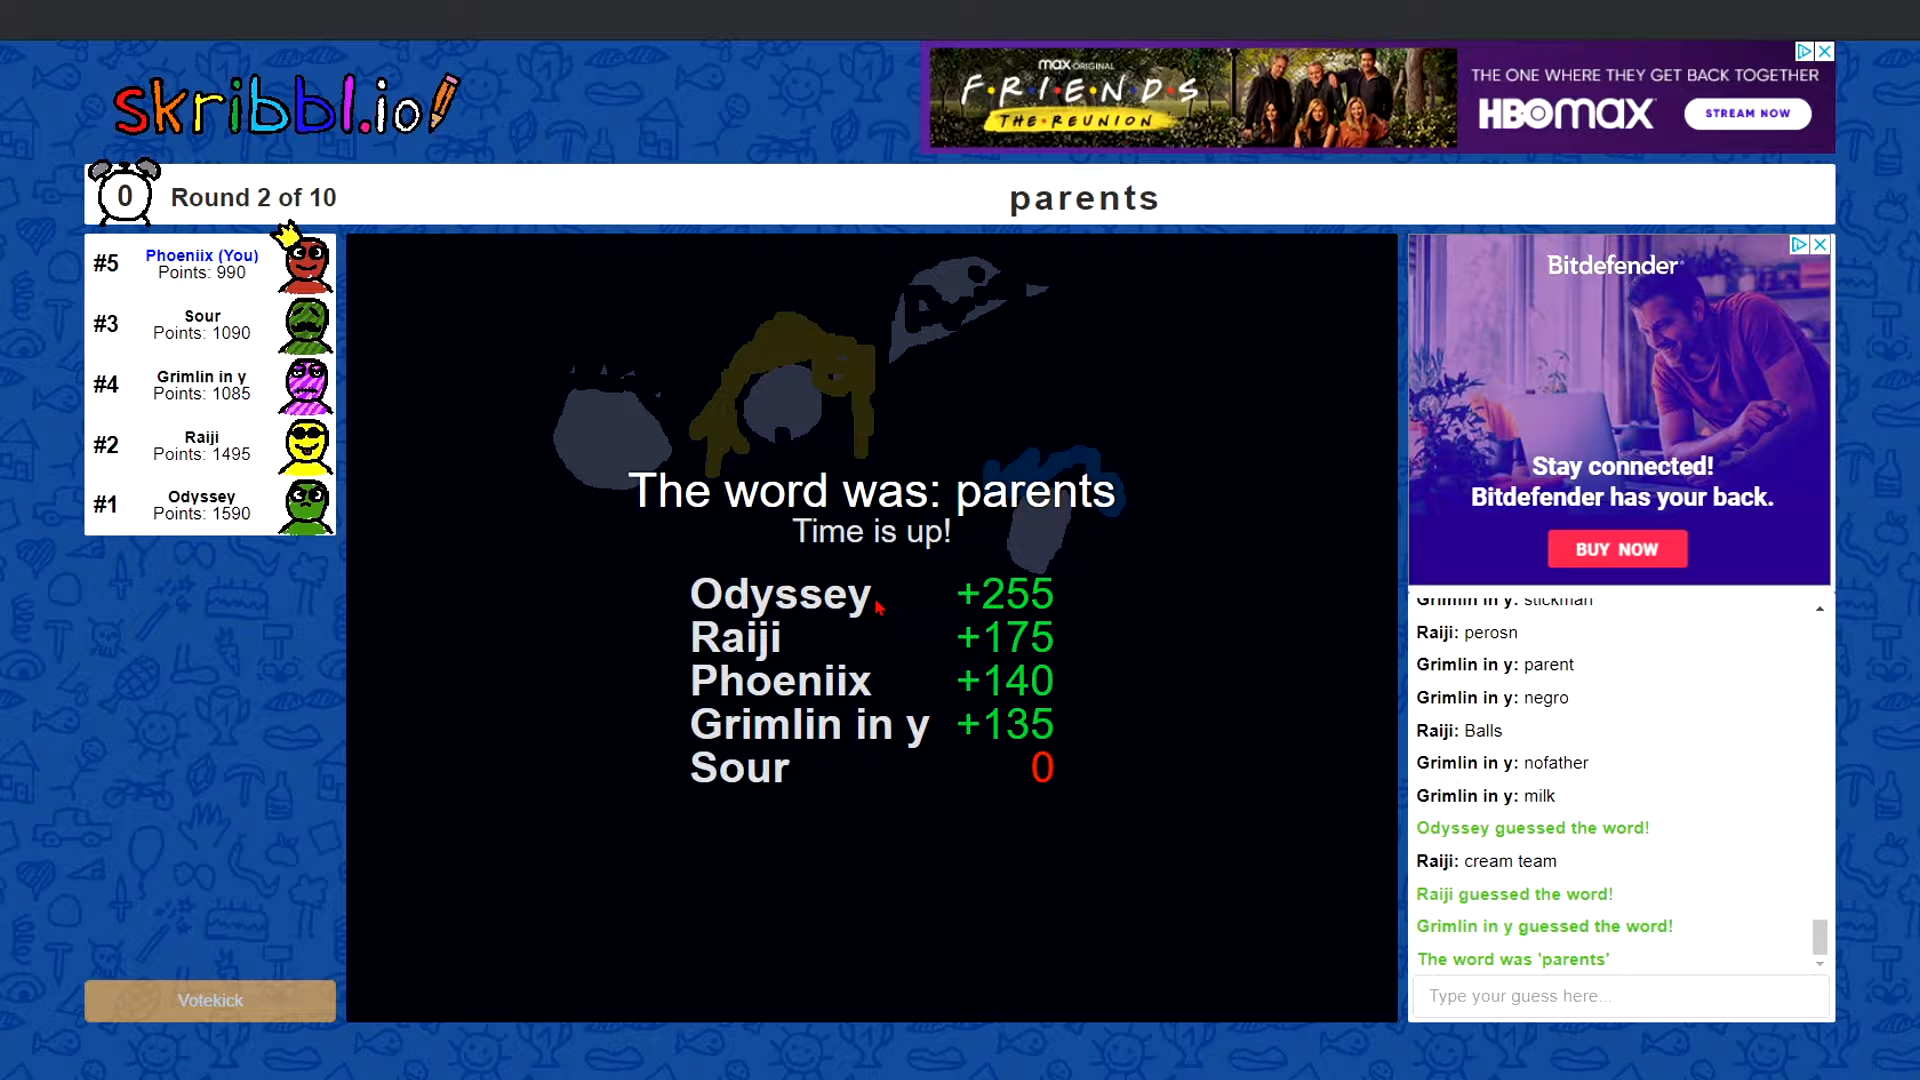 skribbl.io
max ORIGINAL
F·R·I·E·N·D·S
THE·REUNION
THE ONE WHERE THEY GET BACK TOGETHER
HBOMAX
STREAM NOW
0
Round 2 of 10
parents
#5
Phoeniix (You)
Points: 990
#3
Sour
Points: 1090
#4
Grimlin in y
Points: 1085
#2
Raiji
Points: 1495
#1
Odyssey
Points: 1590
Votekick
The word was: parents
Time is up!
Odyssey +255
Raiji +175
Phoeniix +140
Grimlin in y +135
Sour 0
Bitdefender
Stay connected!
Bitdefender has your back.
BUY NOW
Grimlin in y: stickman
Raiji: perosn
Grimlin in y: parent
Grimlin in y: negro
Raiji: Balls
Grimlin in y: nofather
Grimlin in y: milk
Odyssey guessed the word!
Raiji: cream team
Raiji guessed the word!
Grimlin in y guessed the word!
The word was 'parents'
Type your guess here...